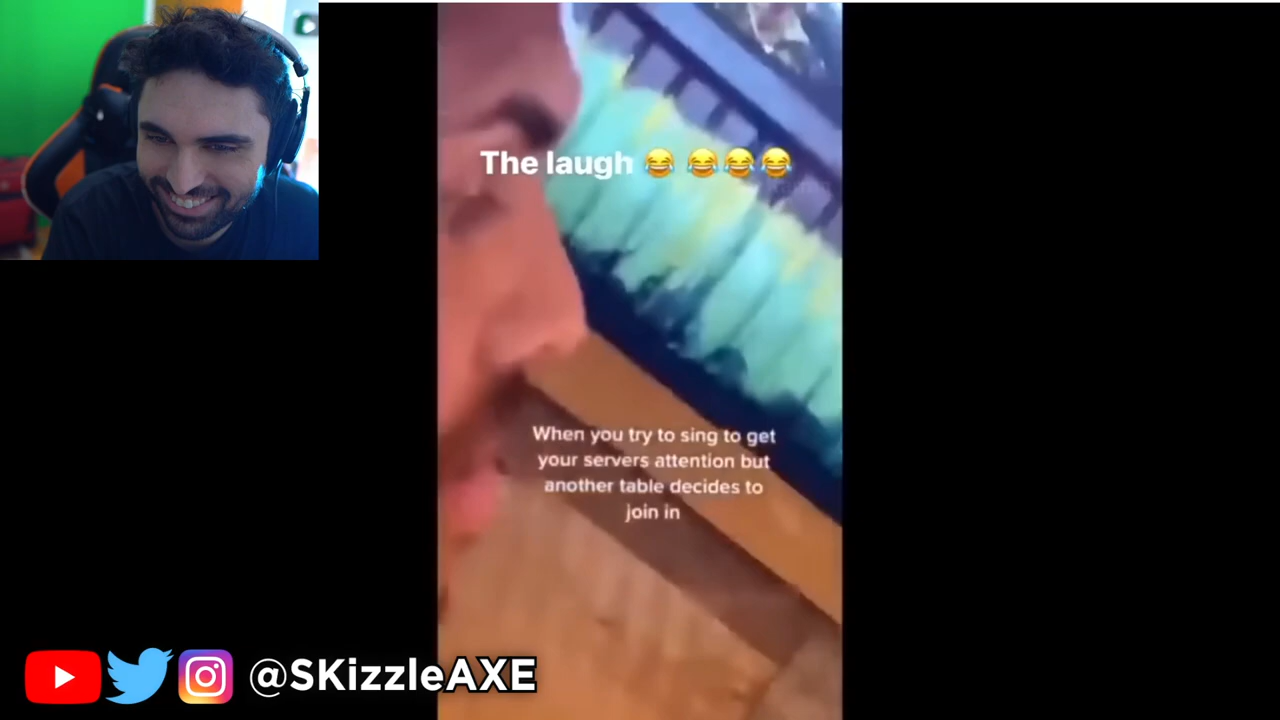 The laugh 😂 😂😂😂
When you try to sing to get
your servers attention but
another table decides to
join in
@SKizzleAXE